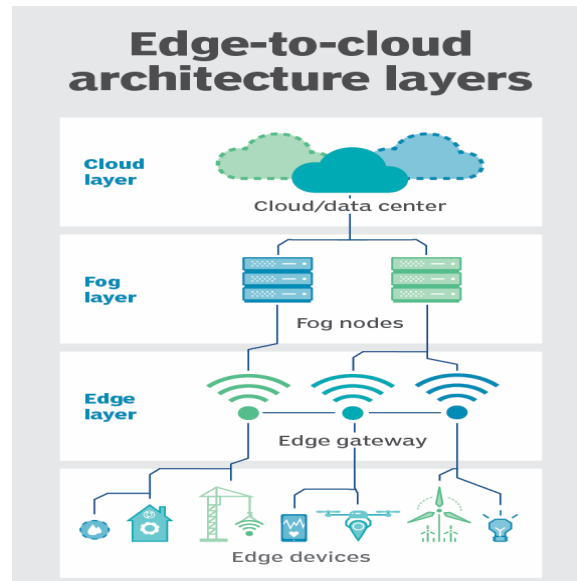 Edge-to-cloud
architecture layers
Cloud
layer
Cloud/data center
Fog
layer
Fog nodes
Edge
layer
Edge gateway
Edge devices